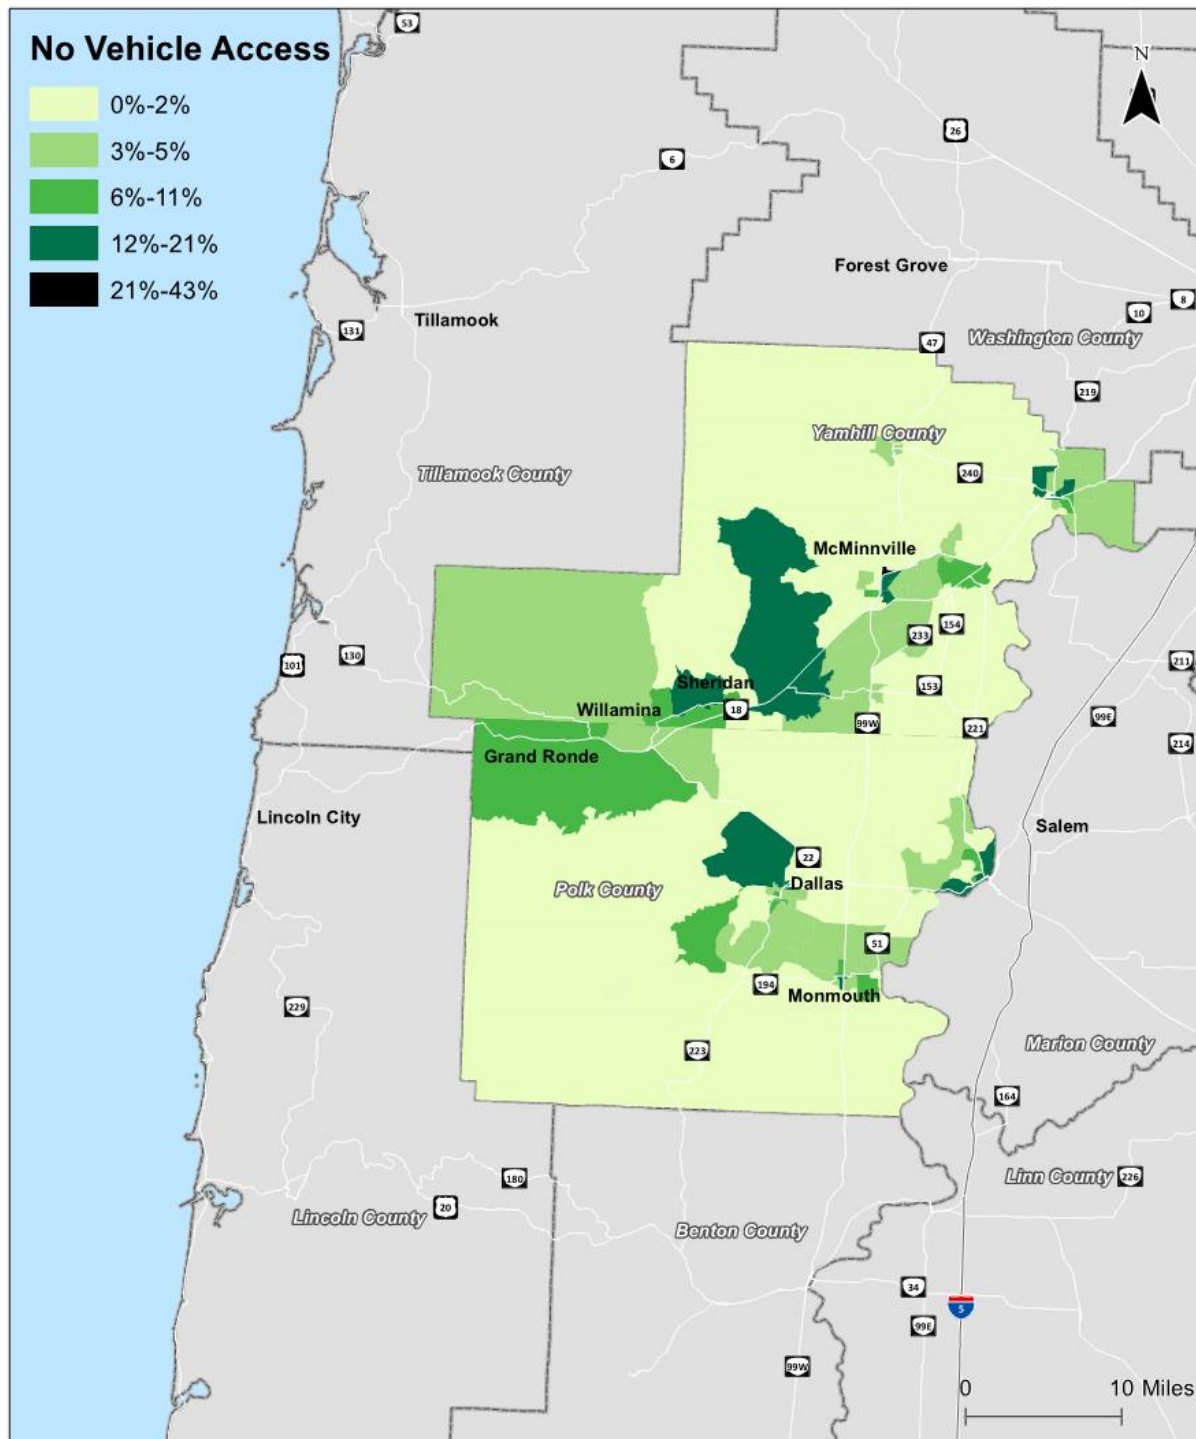 No Vehicle Access
0%-2%
3%-5%
6%-11%
12%-21%
21%-43%
53
N
26
6
Forest Grove
8
10
Tillamook
131
Washington County
47
219
Yamhill County
Tillamook County
240
McMinnville
154
233
130
101
211
Sheridan
153
Willamina
18
99W
99E
221
214
Grand Ronde
Lincoln City
Salem
22
Dallas
Polk County
51
194
Monmouth
229
223
Marion County
164
180
Linn County
226
20
Lincoln County
Benton County
34
5
99E
99W
0
10 Miles